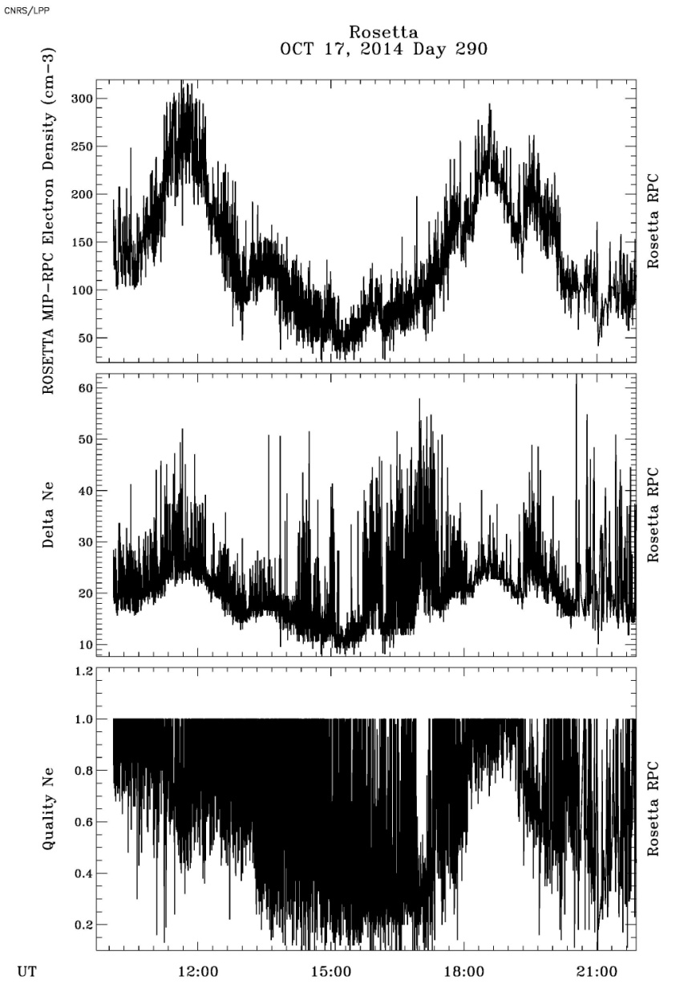 CNRS/LPP
Rosetta
OCT 17, 2014 Day 290
ROSETTA MIP-RPC Electron Density (cm-3)
300
250
200
150
100
50
Rosetta RPC
Delta Ne
60
50
40
30
20
10
Rosetta RPC
Quality Ne
1.2
1.0
0.8
0.6
0.4
0.2
Rosetta RPC
UT 12:00 15:00 18:00 21:00